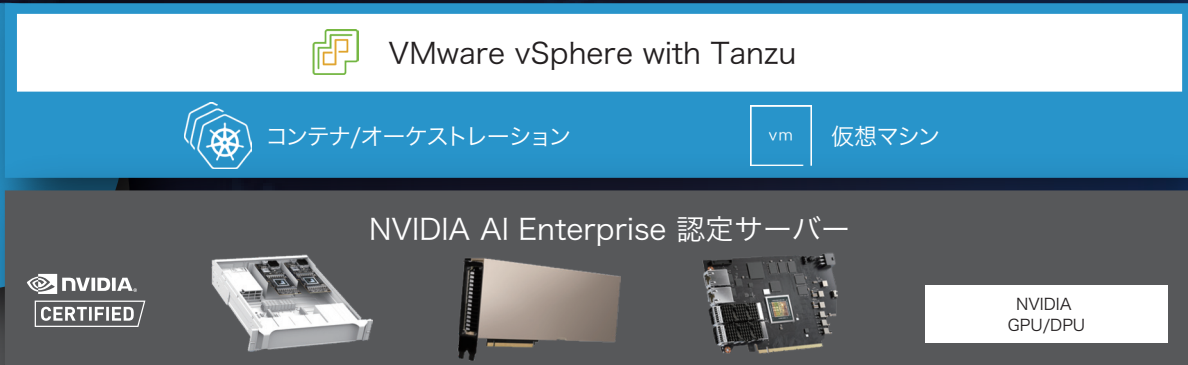 VMware vSphere with Tanzu
コンテナ/オーケストレーション
vm
仮想マシン
NVIDIA AI Enterprise 認定サーバー
NVIDIA.
CERTIFIED
NVIDIA
GPU/DPU